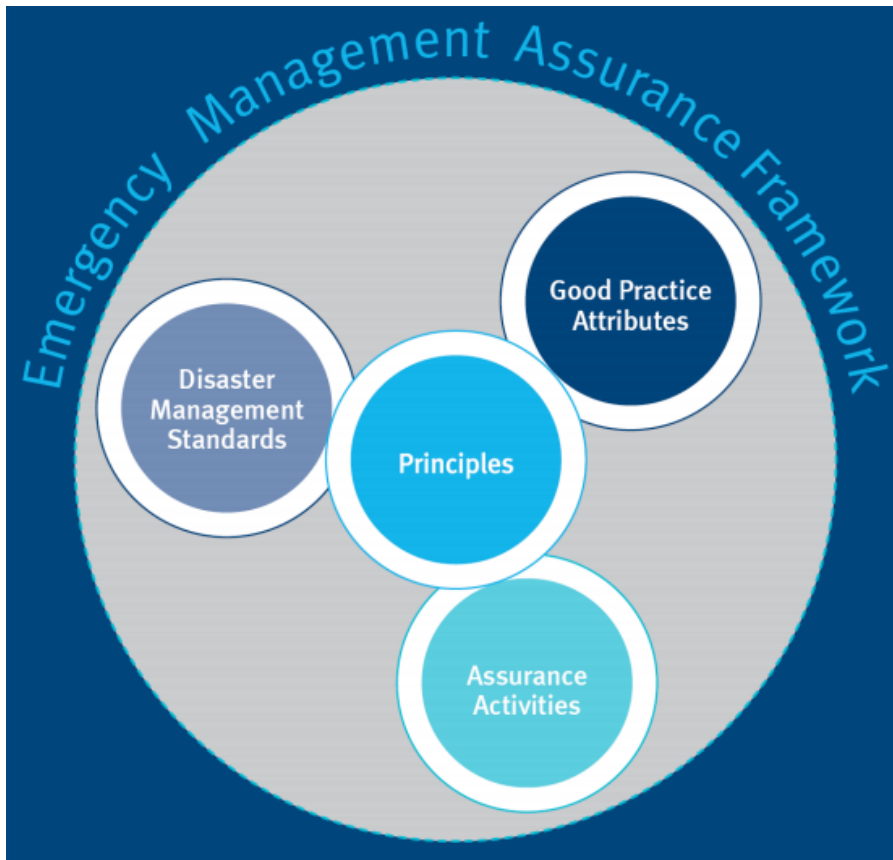 Emergency Management Assurance Framework
Good Practice
Attributes
Disaster
Management
Standards
Principles
Assurance
Activities